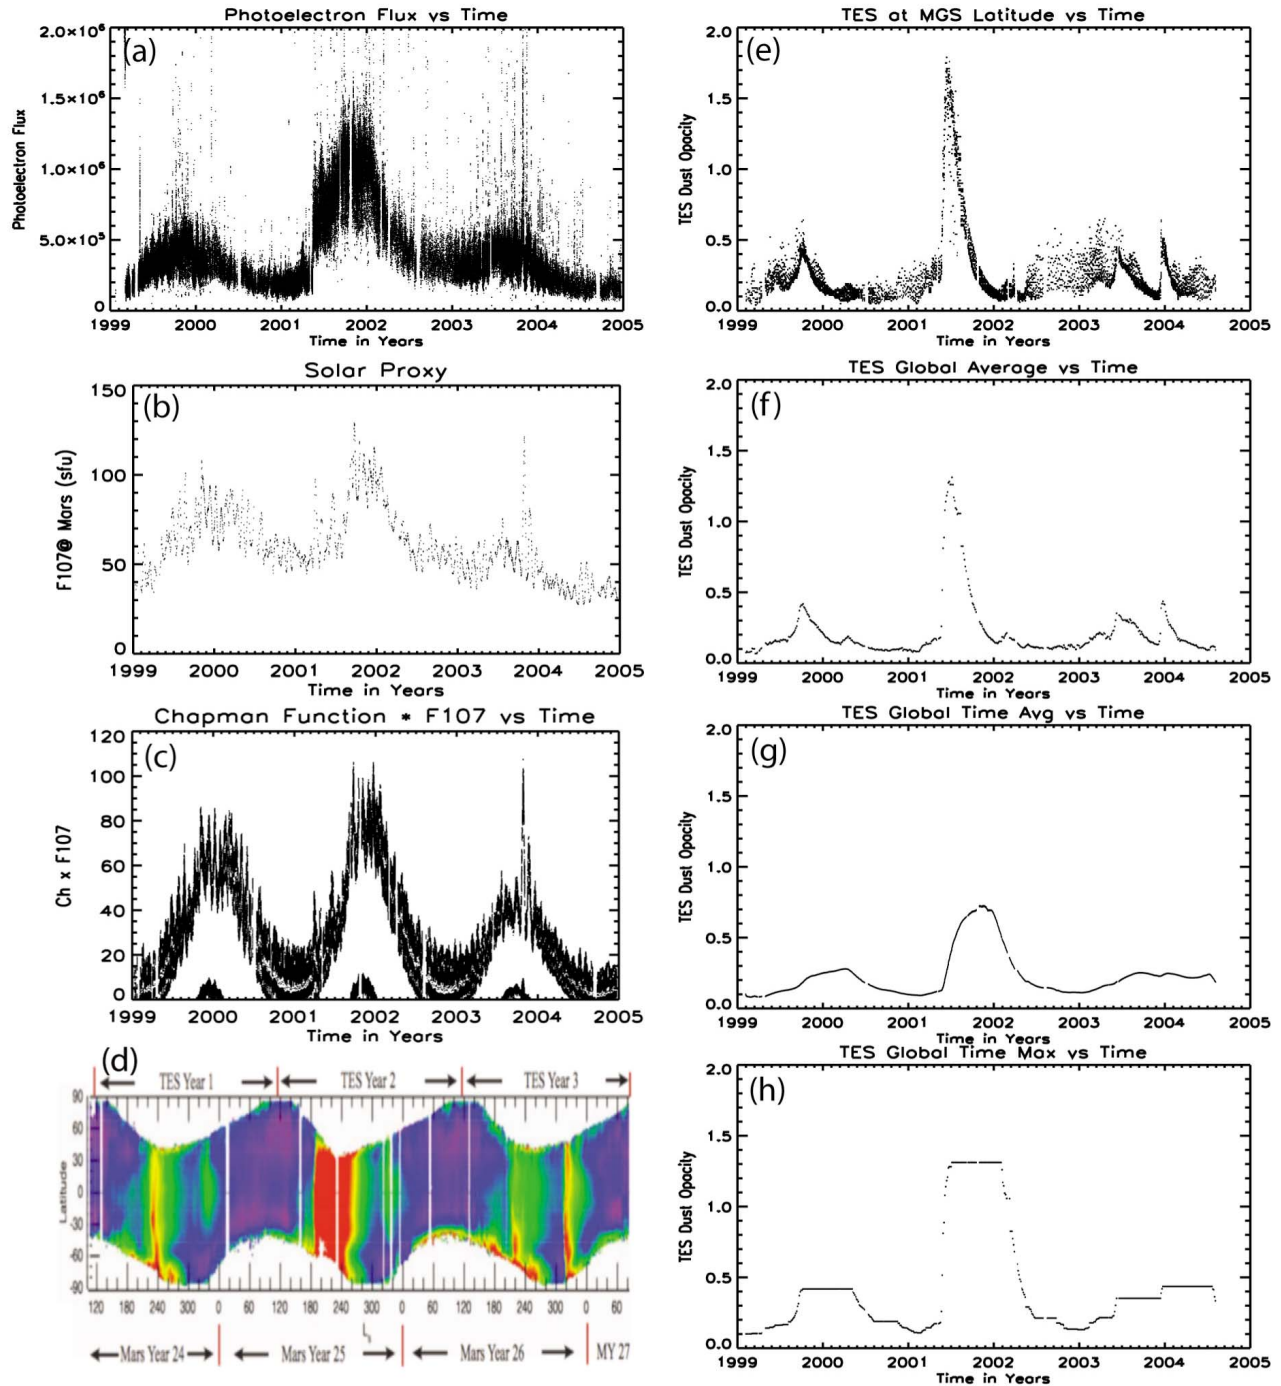 Photoelectron Flux vs Time
(a)
Photoelectron Flux
2.0×10⁶
1.5×10⁶
1.0×10⁶
5.0×10⁵
0
1999 2000 2001 2002 2003 2004 2005
Time in Years
Solar Proxy
(b)
F107@ Mars (sfu)
150
100
50
0
1999 2000 2001 2002 2003 2004 2005
Time in Years
Chapman Function * F107 vs Time
(c)
Ch x F107
120
100
80
60
40
20
0
1999 2000 2001 2002 2003 2004 2005
Time in Years
(d)
TES Year 1 TES Year 2 TES Year 3
Latitude
90
60
30
0
-30
-60
-90
120 180 240 300 0 60 120 180 240 300 0 60 120 180 240 300 0 60
Ls
Mars Year 24 Mars Year 25 Mars Year 26 MY 27
TES at MGS Latitude vs Time
(e)
TES Dust Opacity
2.0
1.5
1.0
0.5
0.0
1999 2000 2001 2002 2003 2004 2005
Time in Years
TES Global Average vs Time
(f)
TES Dust Opacity
2.0
1.5
1.0
0.5
0.0
1999 2000 2001 2002 2003 2004 2005
Time in Years
TES Global Time Avg vs Time
(g)
TES Dust Opacity
2.0
1.5
1.0
0.5
0.0
1999 2000 2001 2002 2003 2004 2005
Time in Years
TES Global Time Max vs Time
(h)
TES Dust Opacity
2.0
1.5
1.0
0.5
0.0
1999 2000 2001 2002 2003 2004 2005
Time in Years